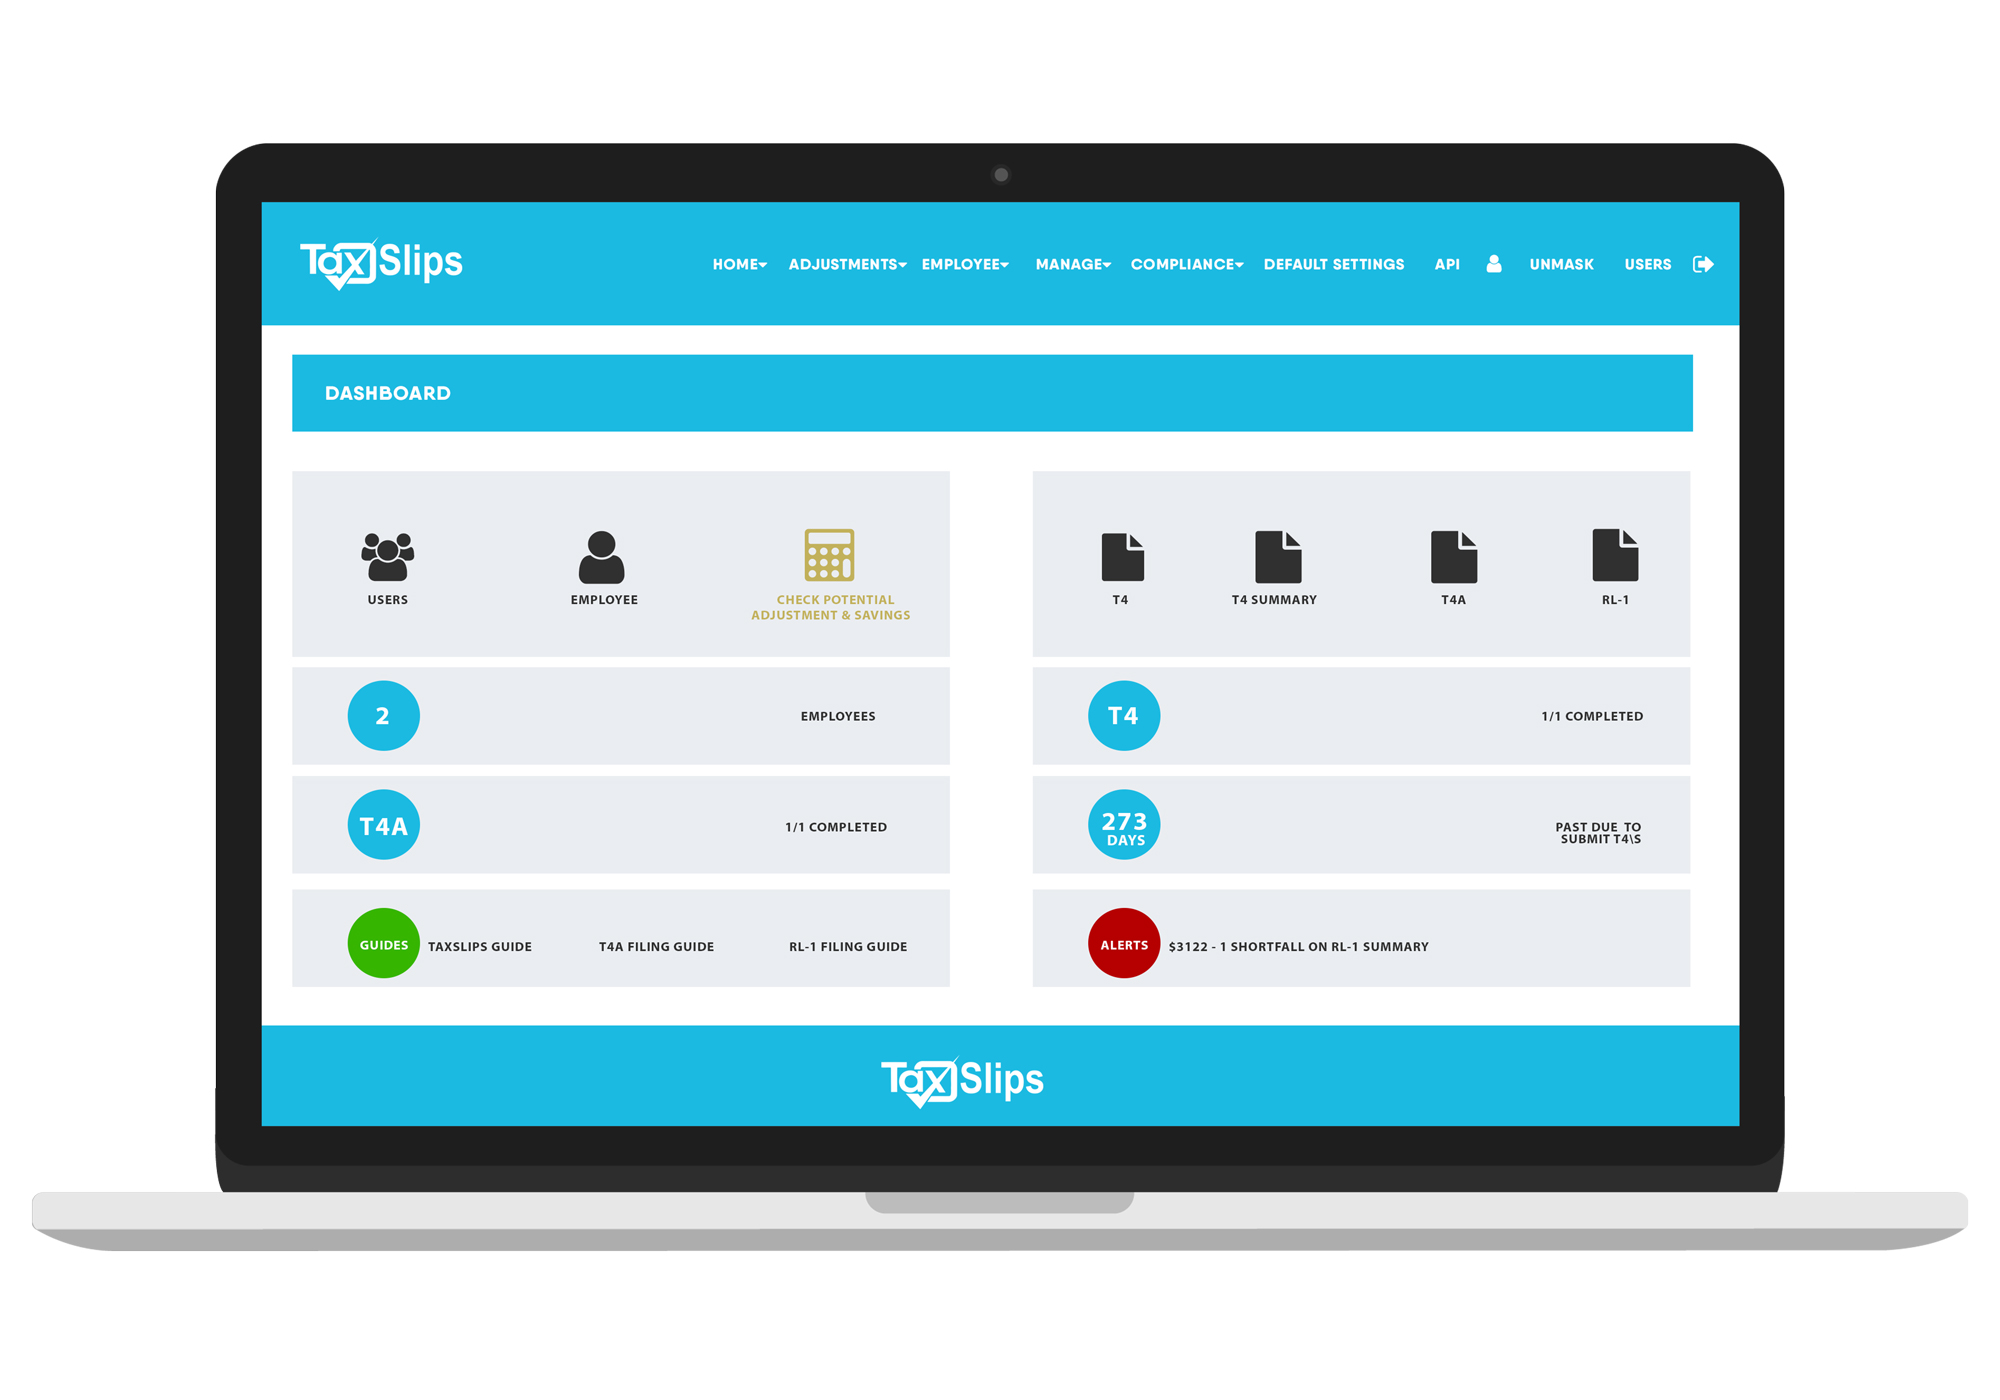 TaxSlips
HOME ADJUSTMENTS EMPLOYEE MANAGE COMPLIANCE DEFAULT SETTINGS API UNMASK USERS
DASHBOARD
USERS
EMPLOYEE
CHECK POTENTIAL
ADJUSTMENT & SAVINGS
T4
T4 SUMMARY
T4A
RL-1
2
EMPLOYEES
T4
1/1 COMPLETED
T4A
1/1 COMPLETED
273
DAYS
PAST DUE TO
SUBMIT T4\S
GUIDES
TAXSLIPS GUIDE
T4A FILING GUIDE
RL-1 FILING GUIDE
ALERTS
$3122 - 1 SHORTFALL ON RL-1 SUMMARY
TaxSlips